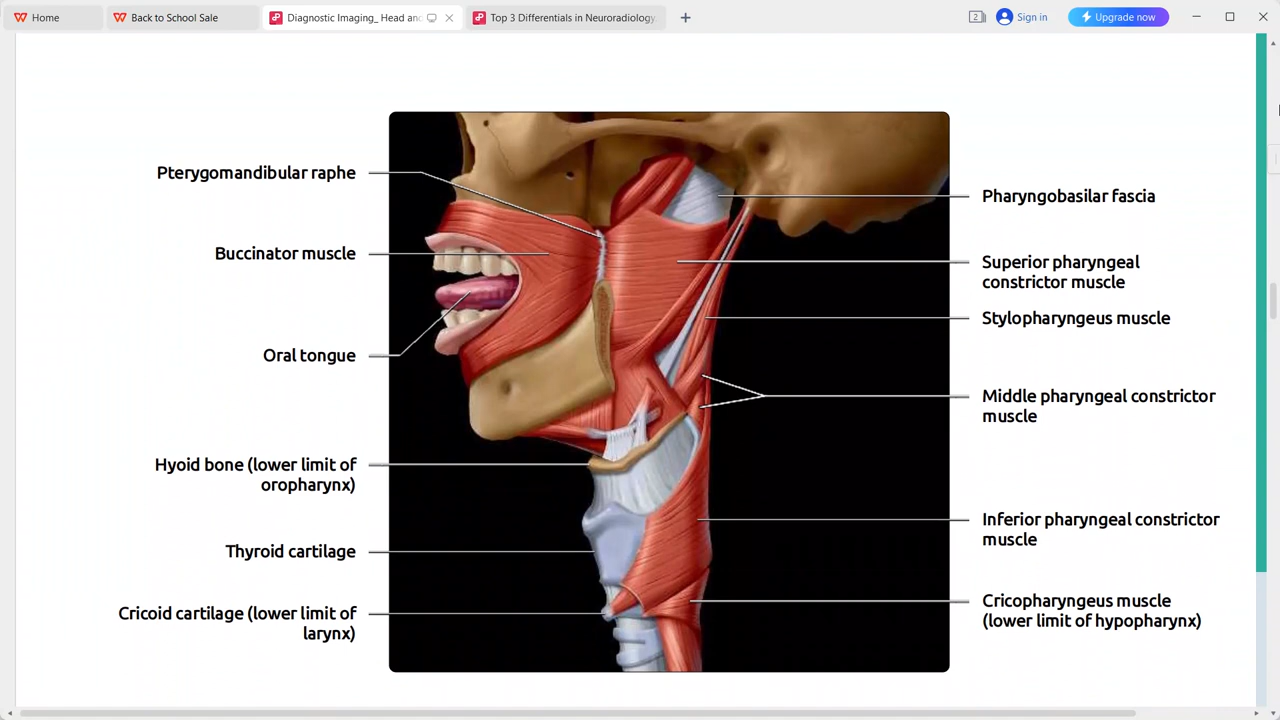 Home
Back to School Sale
Diagnostic Imaging_ Head an
Top 3 Differentials in Neuroradiology
2
Sign in
Upgrade now
Pterygomandibular raphe
Buccinator muscle
Oral tongue
Hyoid bone (lower limit of
oropharynx)
Thyroid cartilage
Cricoid cartilage (lower limit of
larynx)
Pharyngobasilar fascia
Superior pharyngeal
constrictor muscle
Stylopharyngeus muscle
Middle pharyngeal constrictor
muscle
Inferior pharyngeal constrictor
muscle
Cricopharyngeus muscle
(lower limit of hypopharynx)